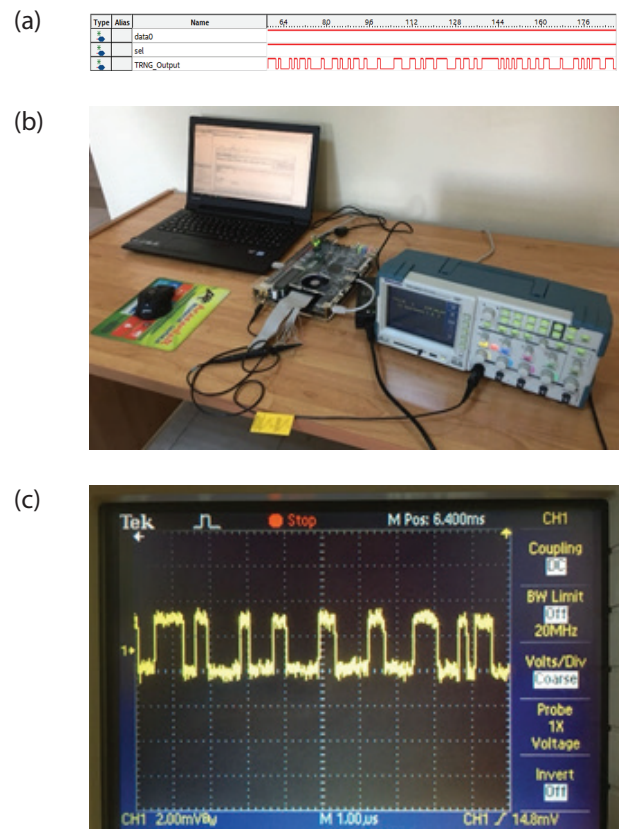 (a)
Type Alias Name 64 80 96 112 128 144 160 176
data0
sel
TRNG_Output
(b)
(c)
Tek Stop M Pos: 6.400ms CH1
Coupling
DC
BW Limit
Off
20MHz
Volts/Div
Coarse
Probe
1X
Voltage
Invert
Off
1
CH1 2.00mVBW M 1.00µs CH1 14.8mV